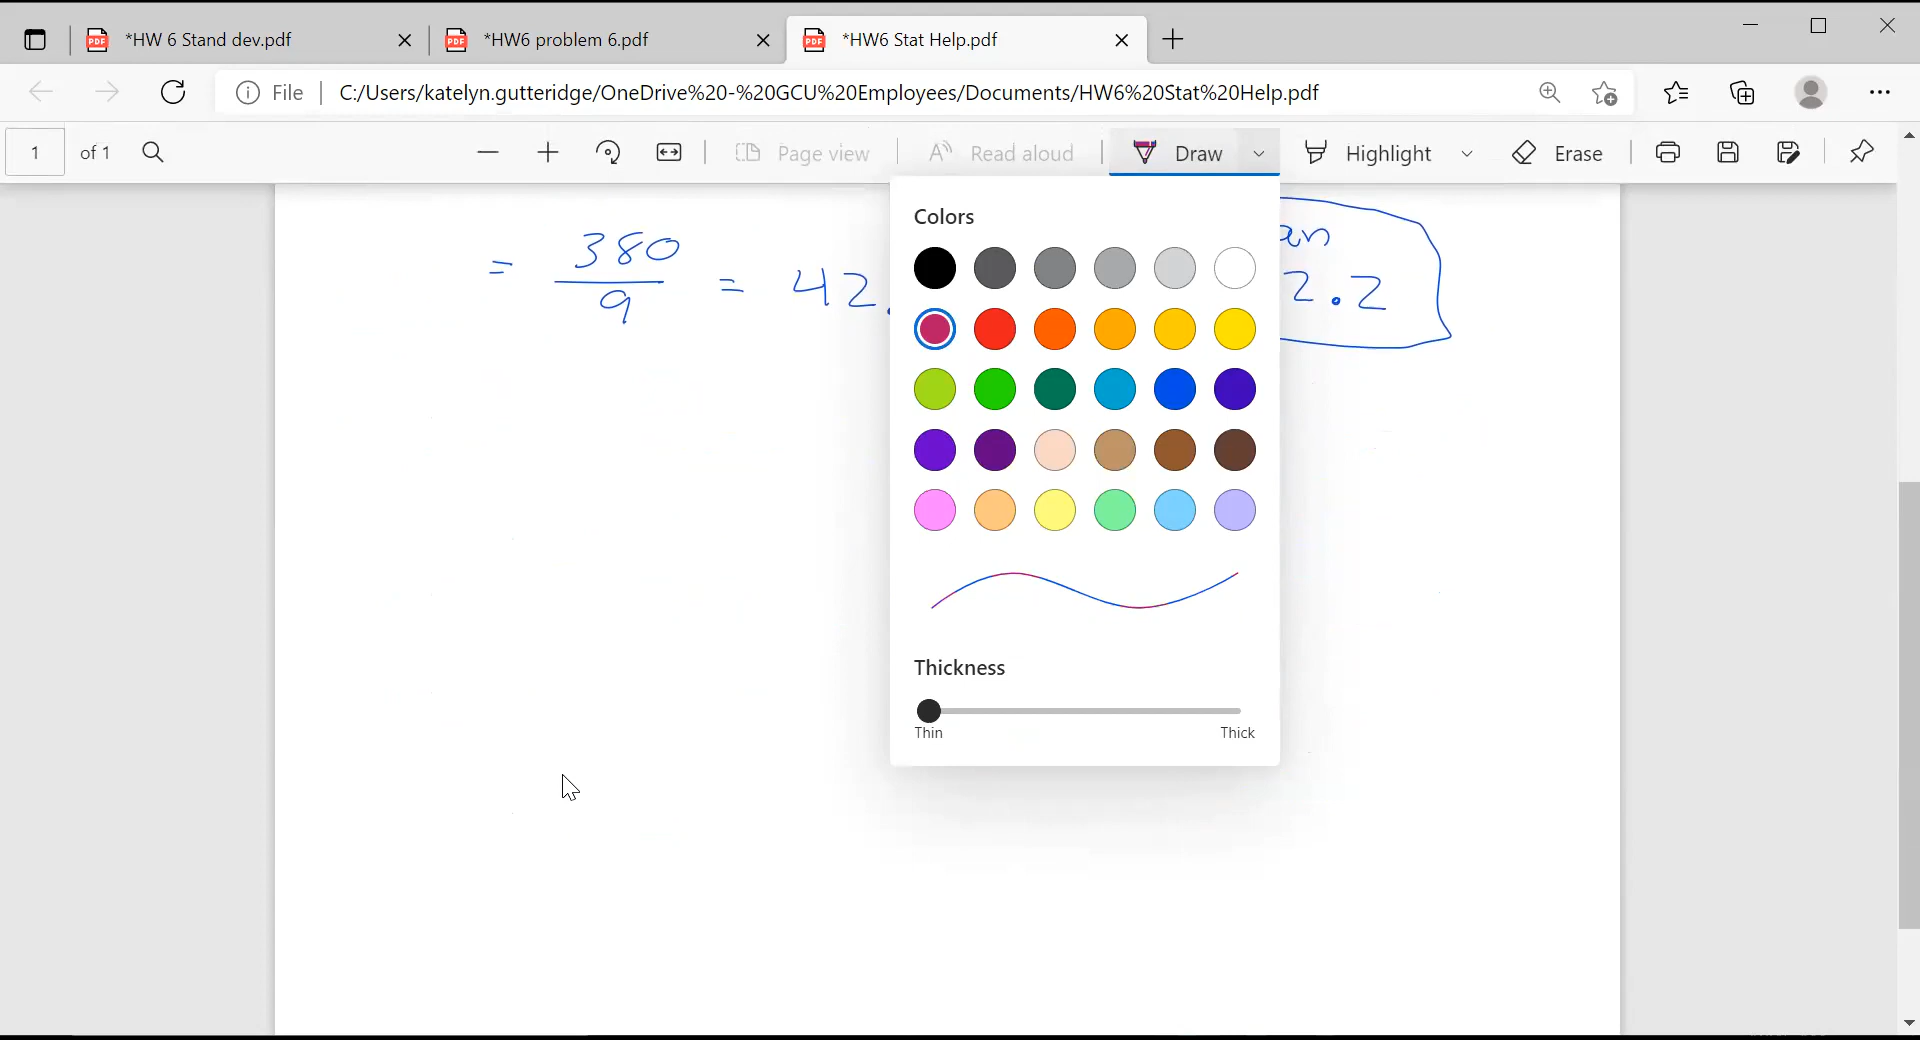 *HW 6 Stand dev.pdf
*HW6 problem 6.pdf
*HW6 Stat Help.pdf
File C:/Users/katelyn.gutteridge/OneDrive%20-%20GCU%20Employees/Documents/HW6%20Stat%20Help.pdf
1 of 1 Page view Read aloud Draw Highlight Erase
Colors
Thickness
Thin Thick
= 380 / 9 = 42.
an
2.2